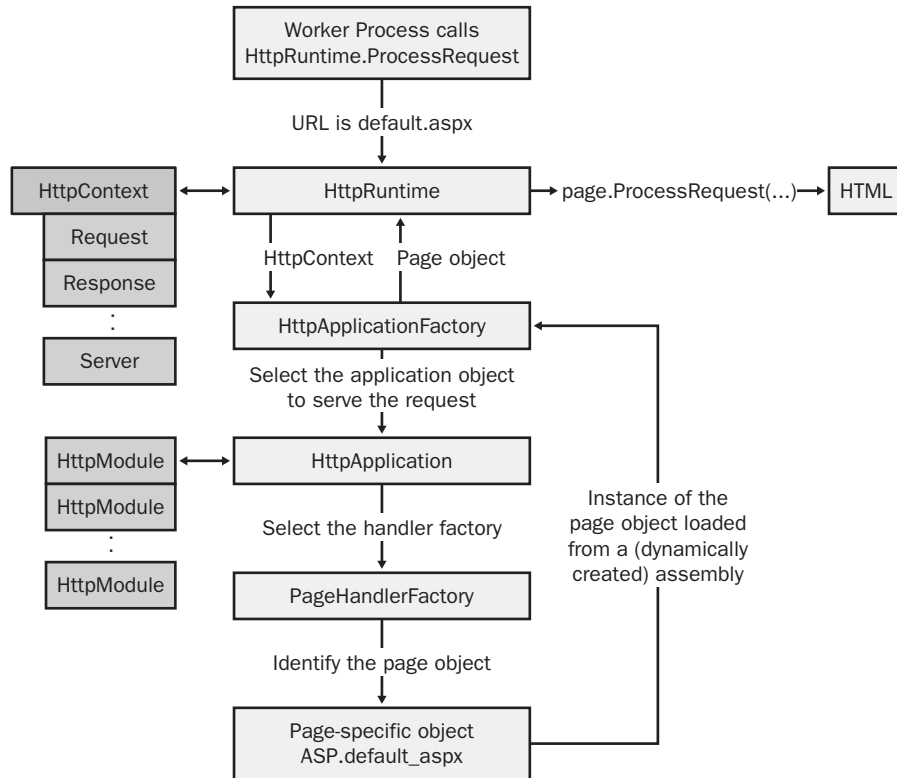 Worker Process calls
HttpRuntime.ProcessRequest
URL is default.aspx
HttpContext
HttpRuntime
page.ProcessRequest(...)
HTML
Request
Response
:
Server
HttpContext
Page object
HttpApplicationFactory
Select the application object
to serve the request
HttpModule
HttpModule
:
HttpModule
HttpApplication
Select the handler factory
Instance of the
page object loaded
from a (dynamically
created) assembly
PageHandlerFactory
Identify the page object
Page-specific object
ASP.default_aspx